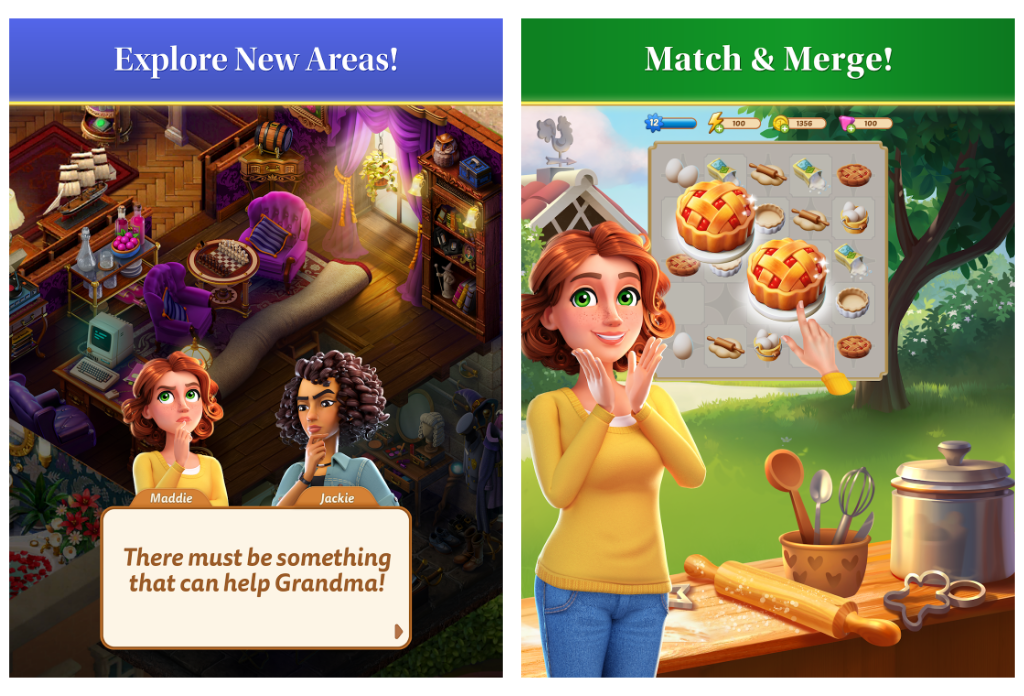 Explore New Areas!
Maddie
Jackie
There must be something
that can help Grandma!
Match & Merge!
12
100
1356
100